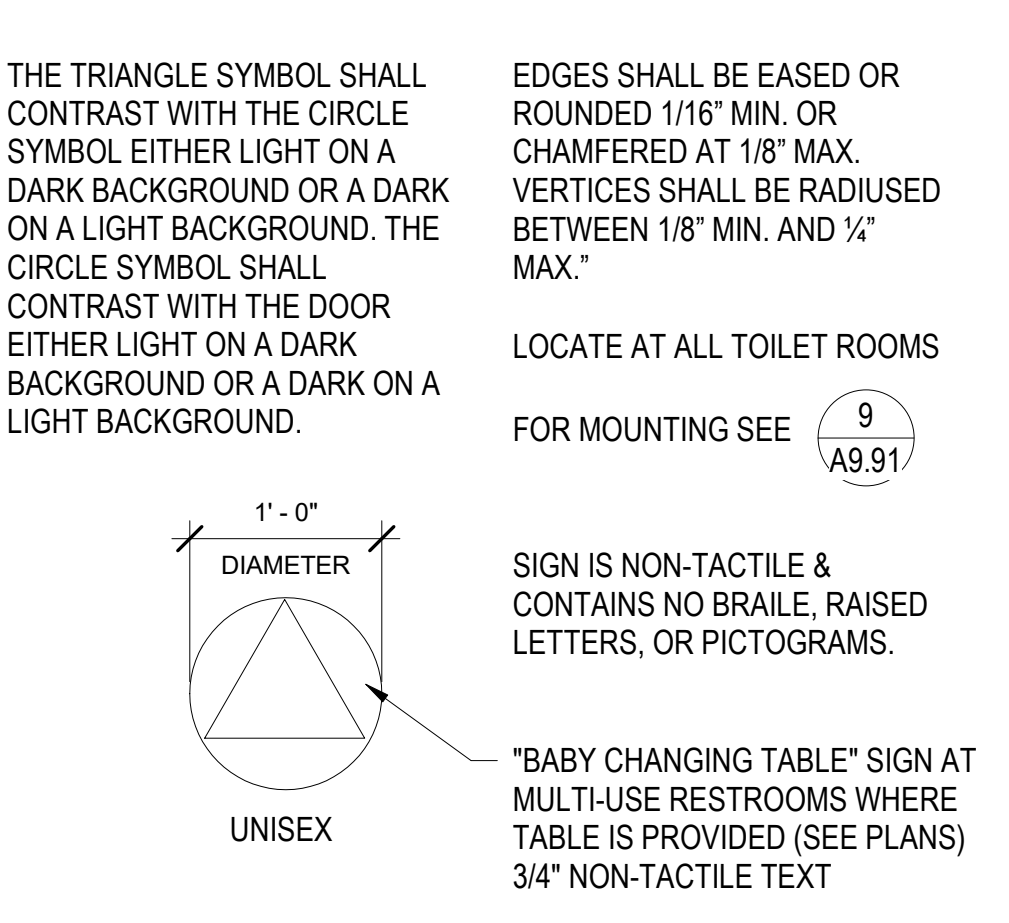 THE TRIANGLE SYMBOL SHALL
CONTRAST WITH THE CIRCLE
SYMBOL EITHER LIGHT ON A
DARK BACKGROUND OR A DARK
ON A LIGHT BACKGROUND. THE
CIRCLE SYMBOL SHALL
CONTRAST WITH THE DOOR
EITHER LIGHT ON A DARK
BACKGROUND OR A DARK ON A
LIGHT BACKGROUND.
EDGES SHALL BE EASED OR
ROUNDED 1/16” MIN. OR
CHAMFERED AT 1/8” MAX.
VERTICES SHALL BE RADIUSED
BETWEEN 1/8” MIN. AND ¼”
MAX.”
LOCATE AT ALL TOILET ROOMS
FOR MOUNTING SEE
9
A9.91
1' - 0"
DIAMETER
UNISEX
SIGN IS NON-TACTILE &
CONTAINS NO BRAILE, RAISED
LETTERS, OR PICTOGRAMS.
"BABY CHANGING TABLE" SIGN AT
MULTI-USE RESTROOMS WHERE
TABLE IS PROVIDED (SEE PLANS)
3/4" NON-TACTILE TEXT